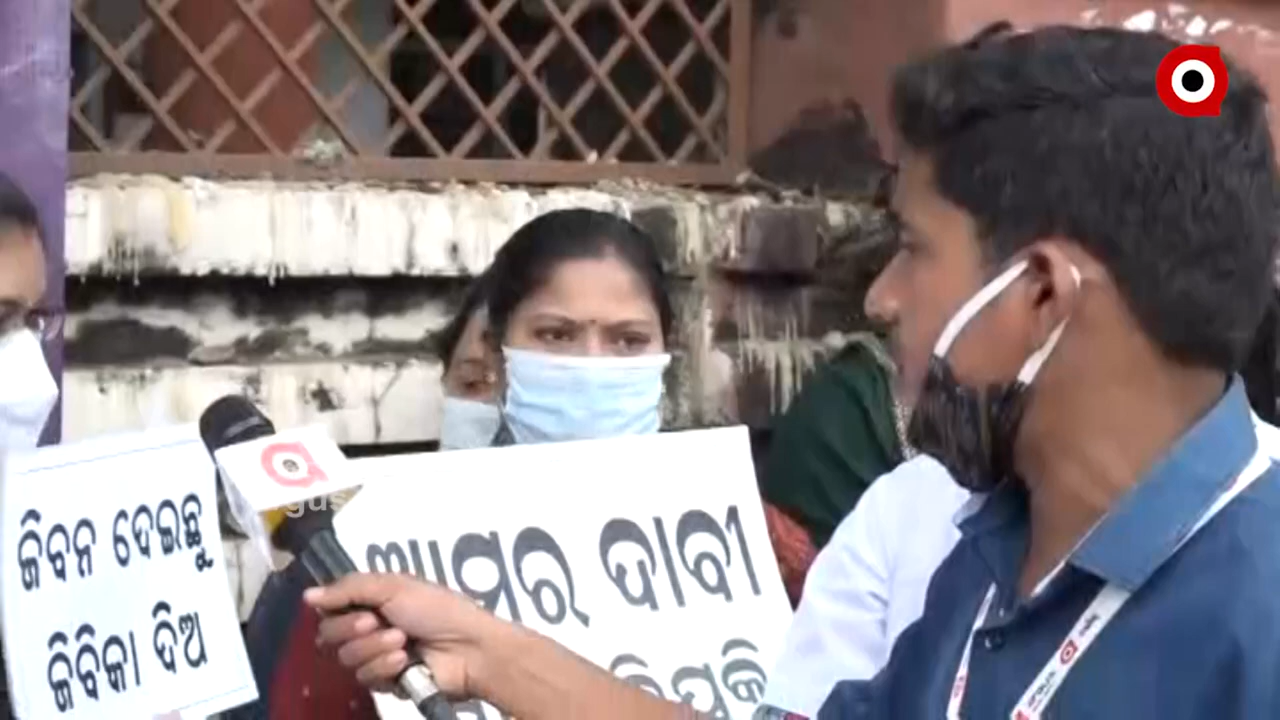 ଜିବନ ଦେଇଛୁ
ଜିବିକା ଦିଅ
ଆମର ଦାବୀ